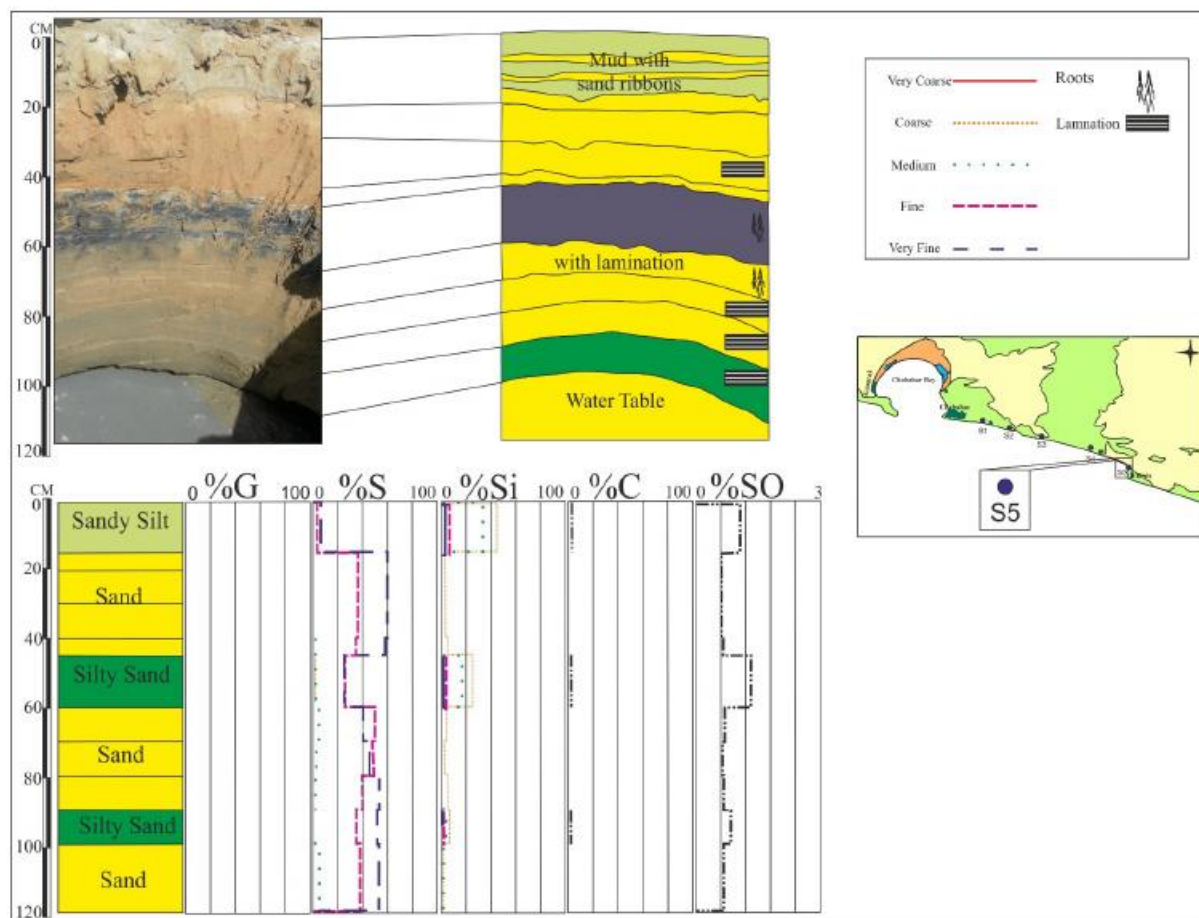 CM
0
20
40
60
80
100
120
Mud with
sand ribbons
with lamination
Water Table
Very Coarse
Roots
Coarse
Lamnation
Medium
Fine
Very Fine
Chabahar Bay
Chabahar
S1
S2
S3
S5
CM
0 %G 100
0 %S 100
0 %Si 100
%C 100
0 %SO 3
0
20
40
60
80
100
120
Sandy Silt
Sand
Silty Sand
Sand
Silty Sand
Sand